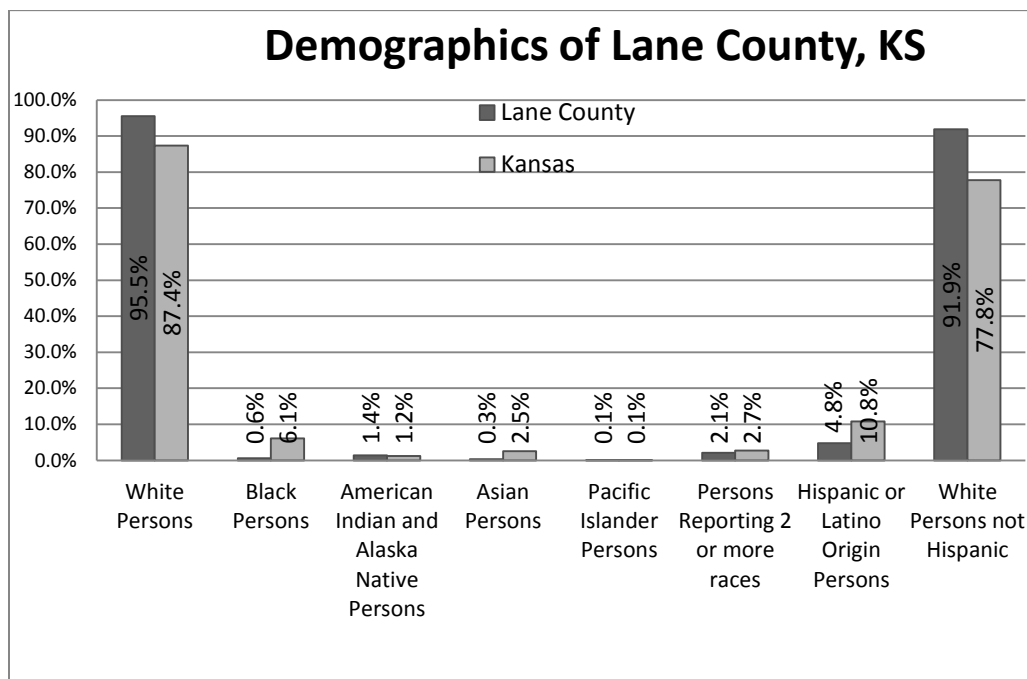 Demographics of Lane County, KS
100.0%
90.0%
80.0%
70.0%
60.0%
50.0%
40.0%
30.0%
20.0%
10.0%
0.0%
Lane County
Kansas
95.5%
87.4%
0.6%
6.1%
1.4%
1.2%
0.3%
2.5%
0.1%
0.1%
2.1%
2.7%
4.8%
10.8%
91.9%
77.8%
White
Persons
Black
Persons
American
Indian and
Alaska
Native
Persons
Asian
Persons
Pacific
Islander
Persons
Persons
Reporting 2
or more
races
Hispanic or
Latino
Origin
Persons
White
Persons not
Hispanic